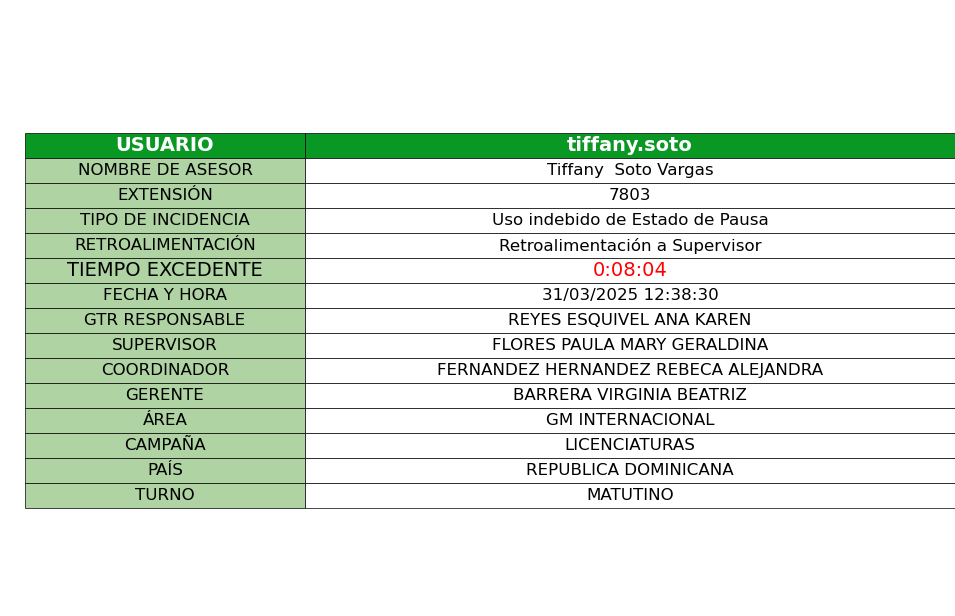 USUARIO tiffany.soto
NOMBRE DE ASESOR Tiffany  Soto Vargas
EXTENSIÓN 7803
TIPO DE INCIDENCIA Uso indebido de Estado de Pausa
RETROALIMENTACIÓN Retroalimentación a Supervisor
TIEMPO EXCEDENTE 0:08:04
FECHA Y HORA 31/03/2025 12:38:30
GTR RESPONSABLE REYES ESQUIVEL ANA KAREN
SUPERVISOR FLORES PAULA MARY GERALDINA
COORDINADOR FERNANDEZ HERNANDEZ REBECA ALEJANDRA
GERENTE BARRERA VIRGINIA BEATRIZ
ÁREA GM INTERNACIONAL
CAMPAÑA LICENCIATURAS
PAÍS REPUBLICA DOMINICANA
TURNO MATUTINO